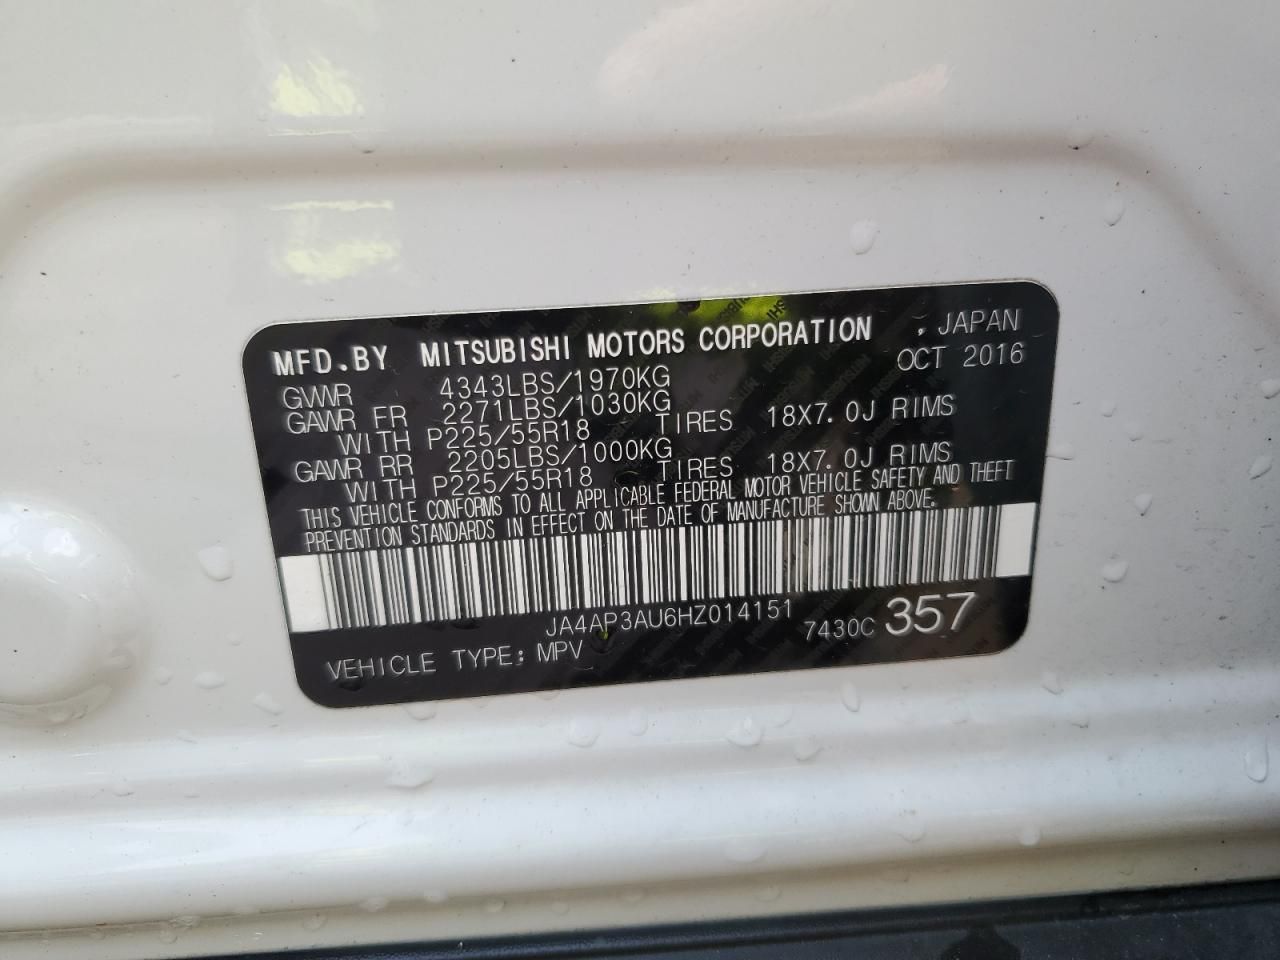 MFD.BY MITSUBISHI MOTORS CORPORATION , JAPAN
GVWR 4343LBS/1970KG OCT 2016
GAWR FR 2271LBS/1030KG
WITH P225/55R18 TIRES 18X7.0J RIMS
GAWR RR 2205LBS/1000KG
WITH P225/55R18 TIRES 18X7.0J RIMS
THIS VEHICLE CONFORMS TO ALL APPLICABLE FEDERAL MOTOR VEHICLE SAFETY AND THEFT
PREVENTION STANDARDS IN EFFECT ON THE DATE OF MANUFACTURE SHOWN ABOVE.
JA4AP3AU6HZ014151
VEHICLE TYPE: MPV 7430C 357